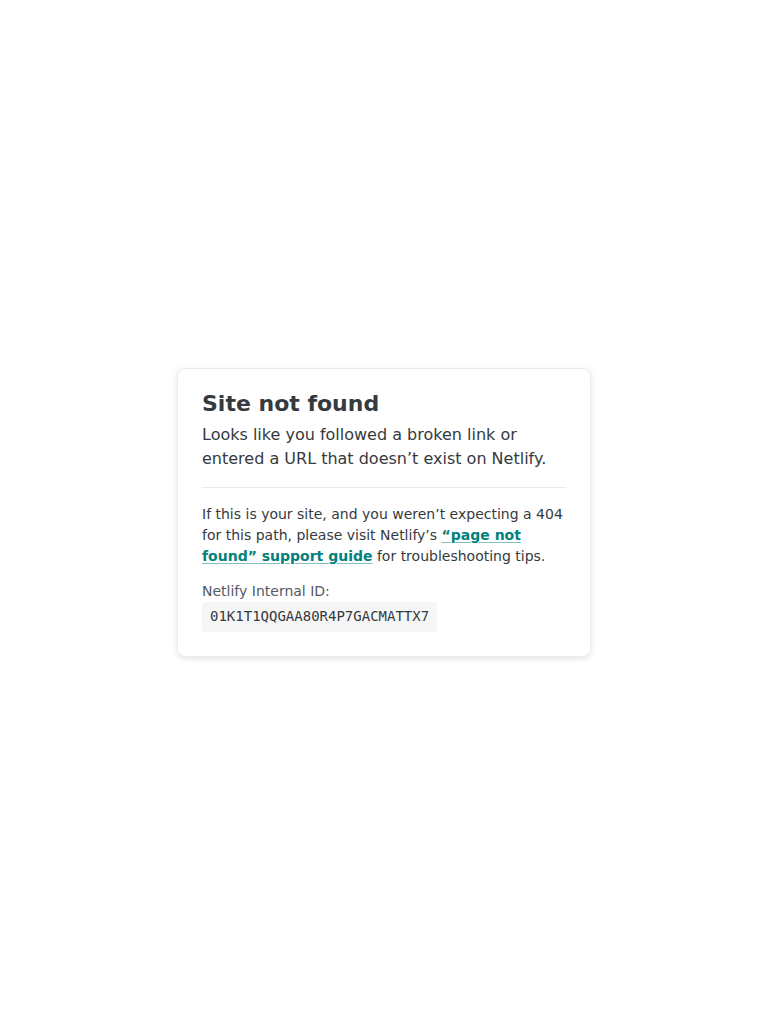 Site not found
Looks like you followed a broken link or
entered a URL that doesn’t exist on Netlify.
If this is your site, and you weren’t expecting a 404
for this path, please visit Netlify’s “page not
found” support guide for troubleshooting tips.
Netlify Internal ID:
01K1T1QQGAA80R4P7GACMATTX7